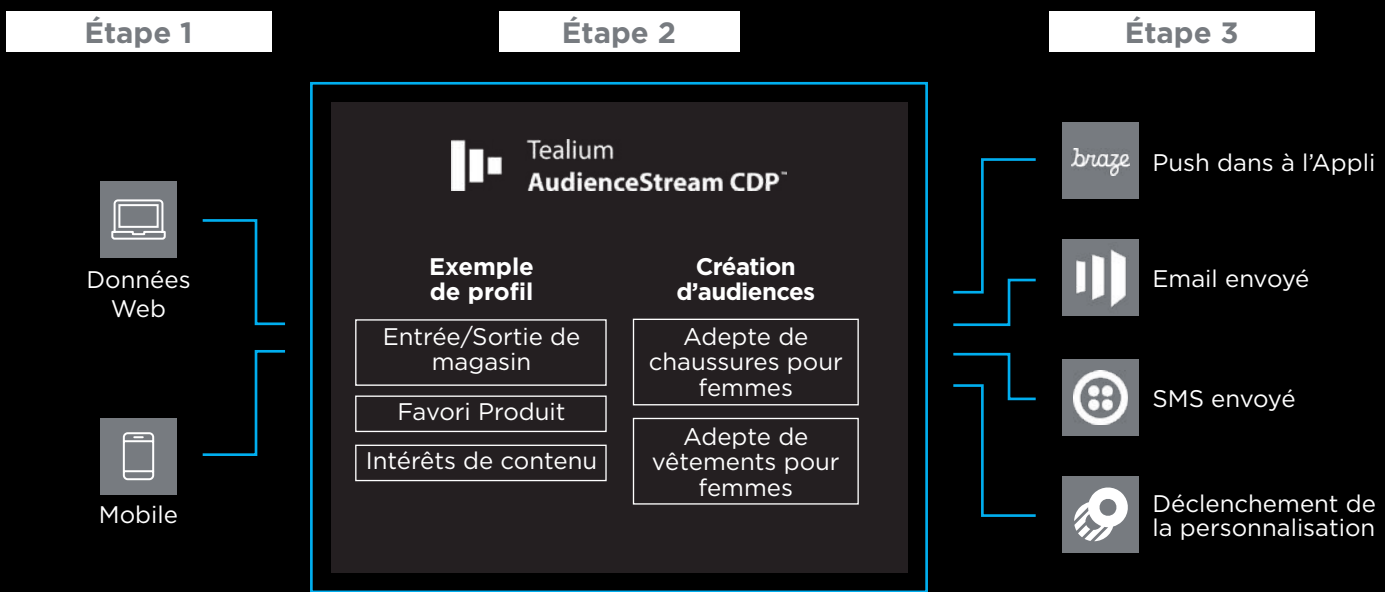 Étape 1
Étape 2
Étape 3
Données
Web
Mobile
Tealium
AudienceStream CDP™
Exemple
de profil
Entrée/Sortie de
magasin
Favori Produit
Intérêts de contenu
Création
d'audiences
Adepte de
chaussures pour
femmes
Adepte de
vêtements pour
femmes
braze
Push dans à l'Appli
Email envoyé
SMS envoyé
Déclenchement de
la personnalisation